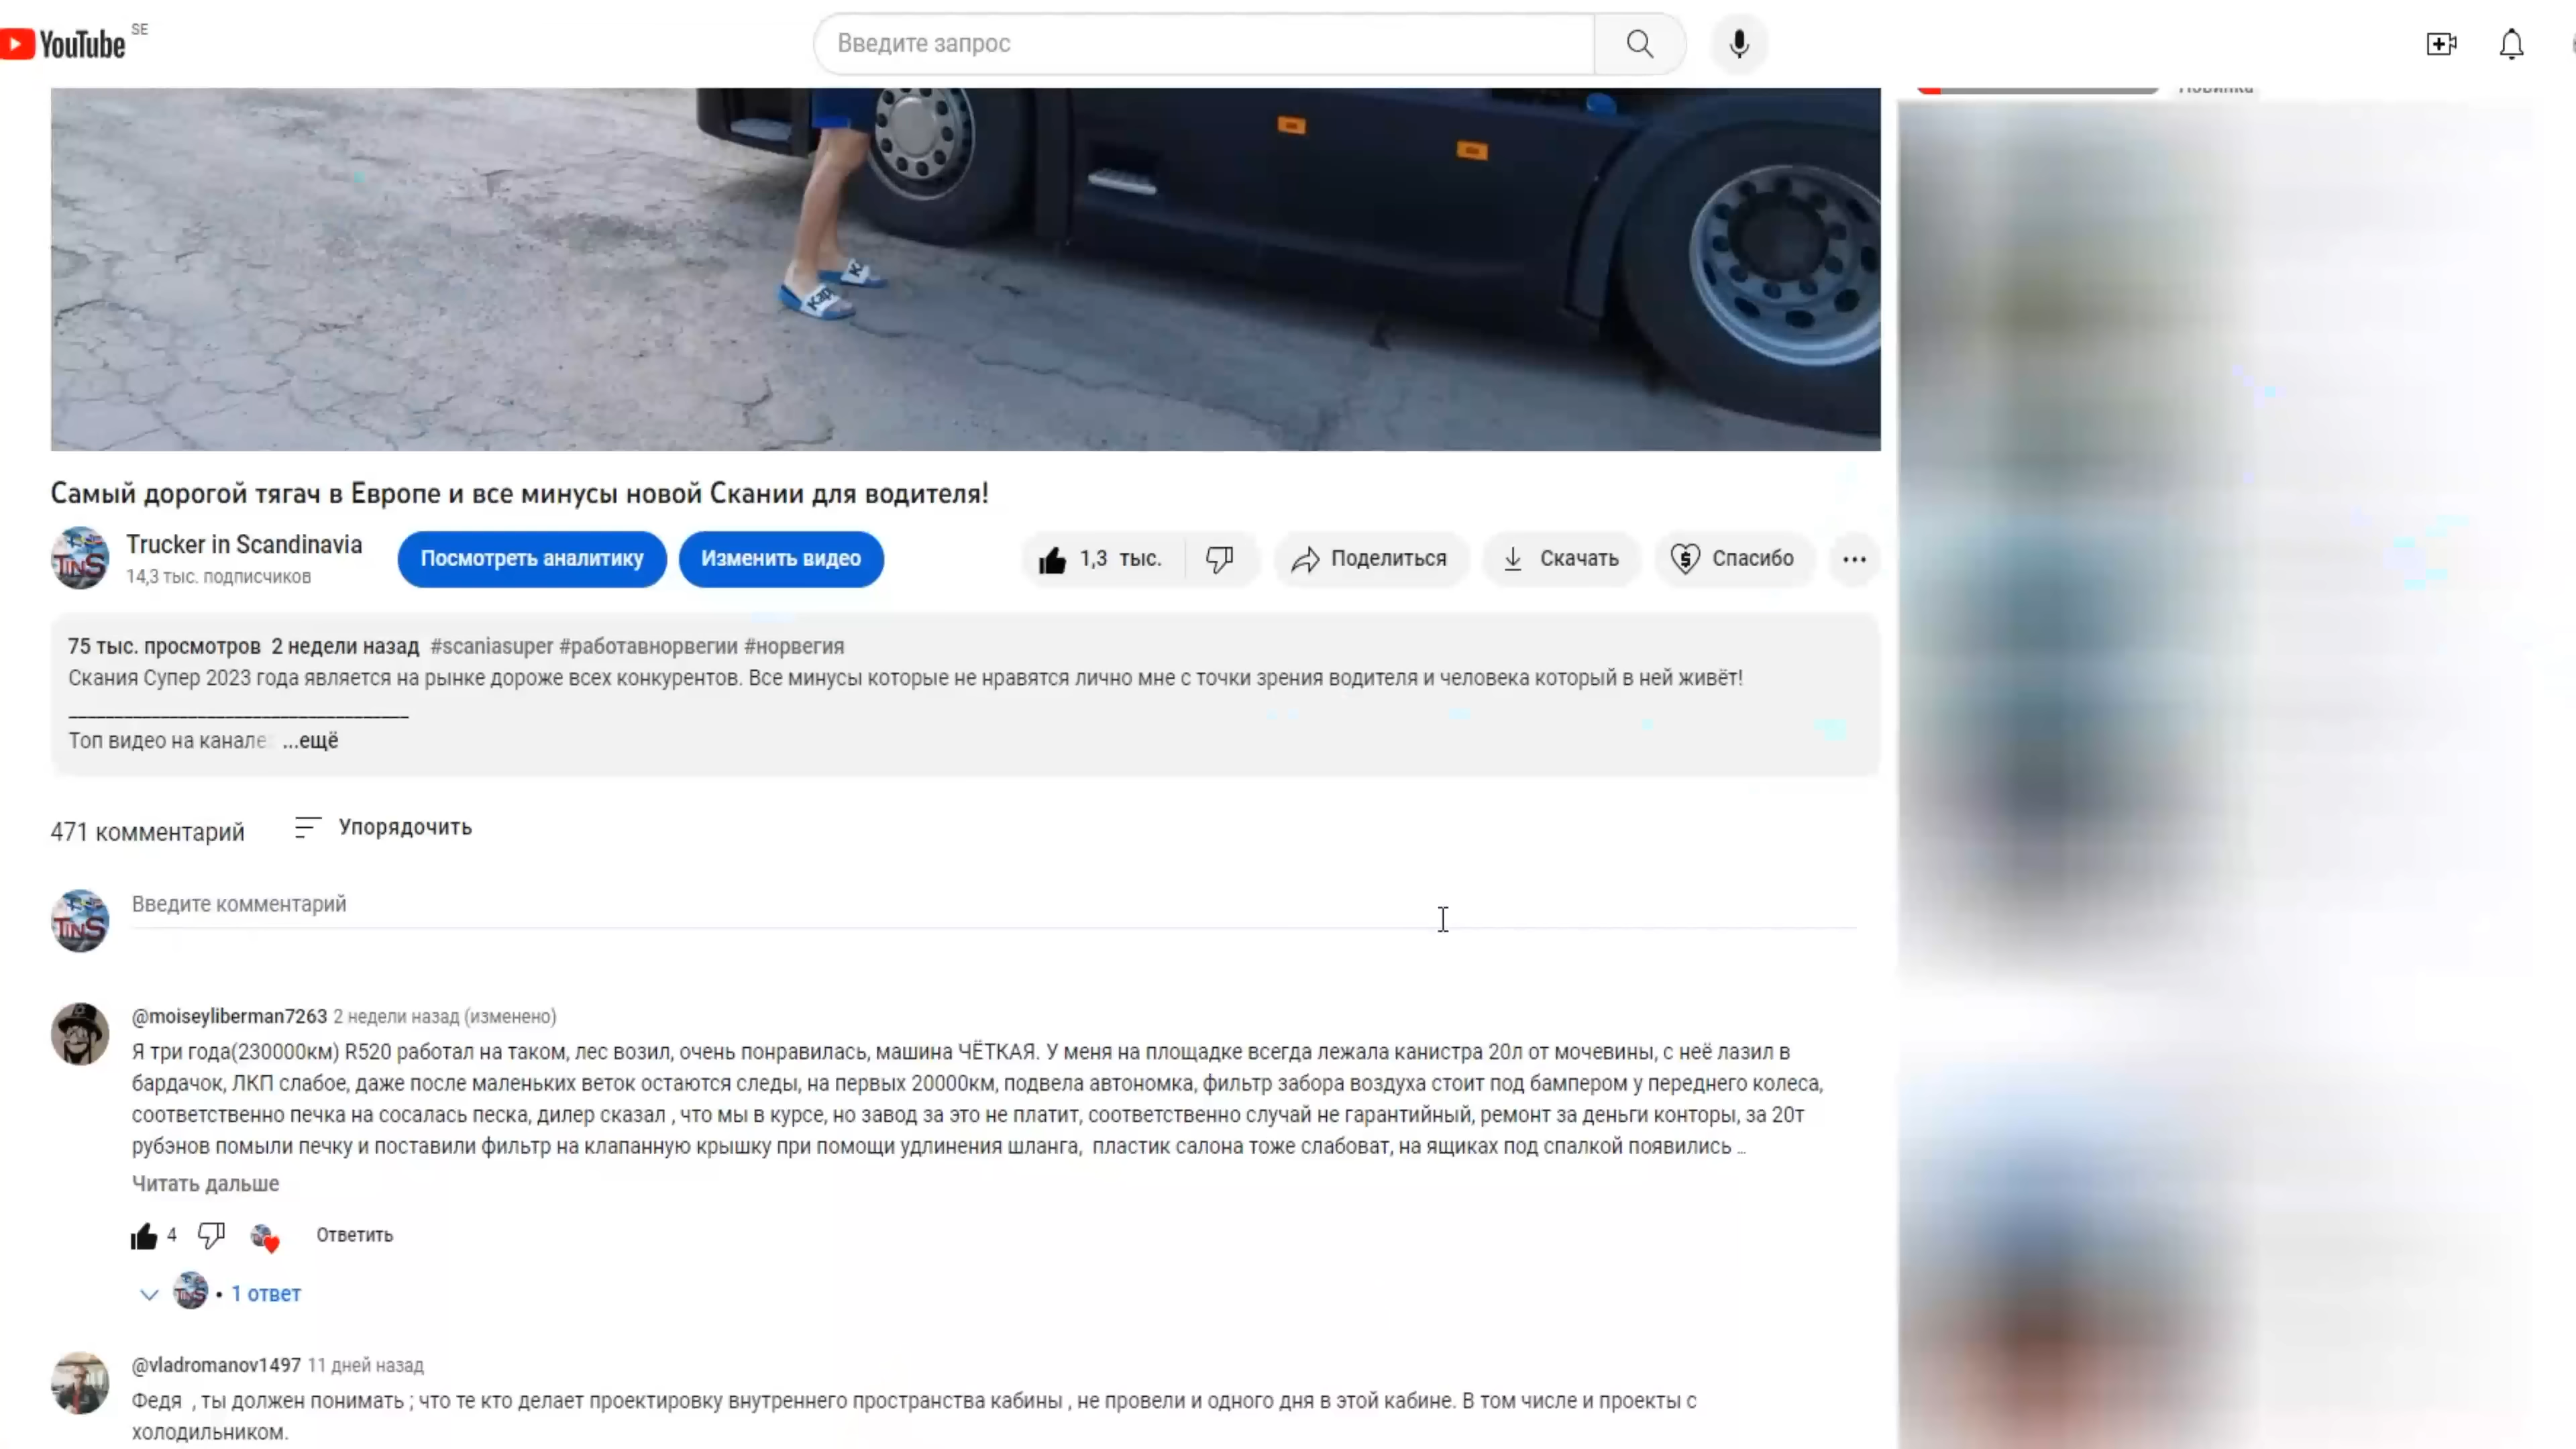 YouTube SE
Введите запрос
Новинка
Kap
K
Самый дорогой тягач в Европе и все минусы новой Скании для водителя!
Trucker in Scandinavia
14,3 тыс. подписчиков
Посмотреть аналитику
Изменить видео
1,3 тыс.
Поделиться
Скачать
Спасибо
75 тыс. просмотров 2 недели назад #scaniasuper #работавнорвегии #норвегия
Скания Супер 2023 года является на рынке дороже всех конкурентов. Все минусы которые не нравятся лично мне с точки зрения водителя и человека который в ней живёт!
____________________________________
Топ видео на канале ...ещё
471 комментарий
Упорядочить
TinS
Введите комментарий
@moiseyliberman7263 2 недели назад (изменено)
Я три года(230000км) R520 работал на таком, лес возил, очень понравилась, машина ЧЁТКАЯ. У меня на площадке всегда лежала канистра 20л от мочевины, с неё лазил в
бардачок, ЛКП слабое, даже после маленьких веток остаются следы, на первых 20000км, подвела автономка, фильтр забора воздуха стоит под бампером у переднего колеса,
соответственно печка на сосалась песка, дилер сказал , что мы в курсе, но завод за это не платит, соответственно случай не гарантийный, ремонт за деньги конторы, за 20т
рубэнов помыли печку и поставили фильтр на клапанную крышку при помощи удлинения шланга, пластик салона тоже слабоват, на ящиках под спалкой появились ...
Читать дальше
4
Ответить
• 1 ответ
@vladromanov1497 11 дней назад
Федя , ты должен понимать ; что те кто делает проектировку внутреннего пространства кабины , не провели и одного дня в этой кабине. В том числе и проекты с
холодильником.